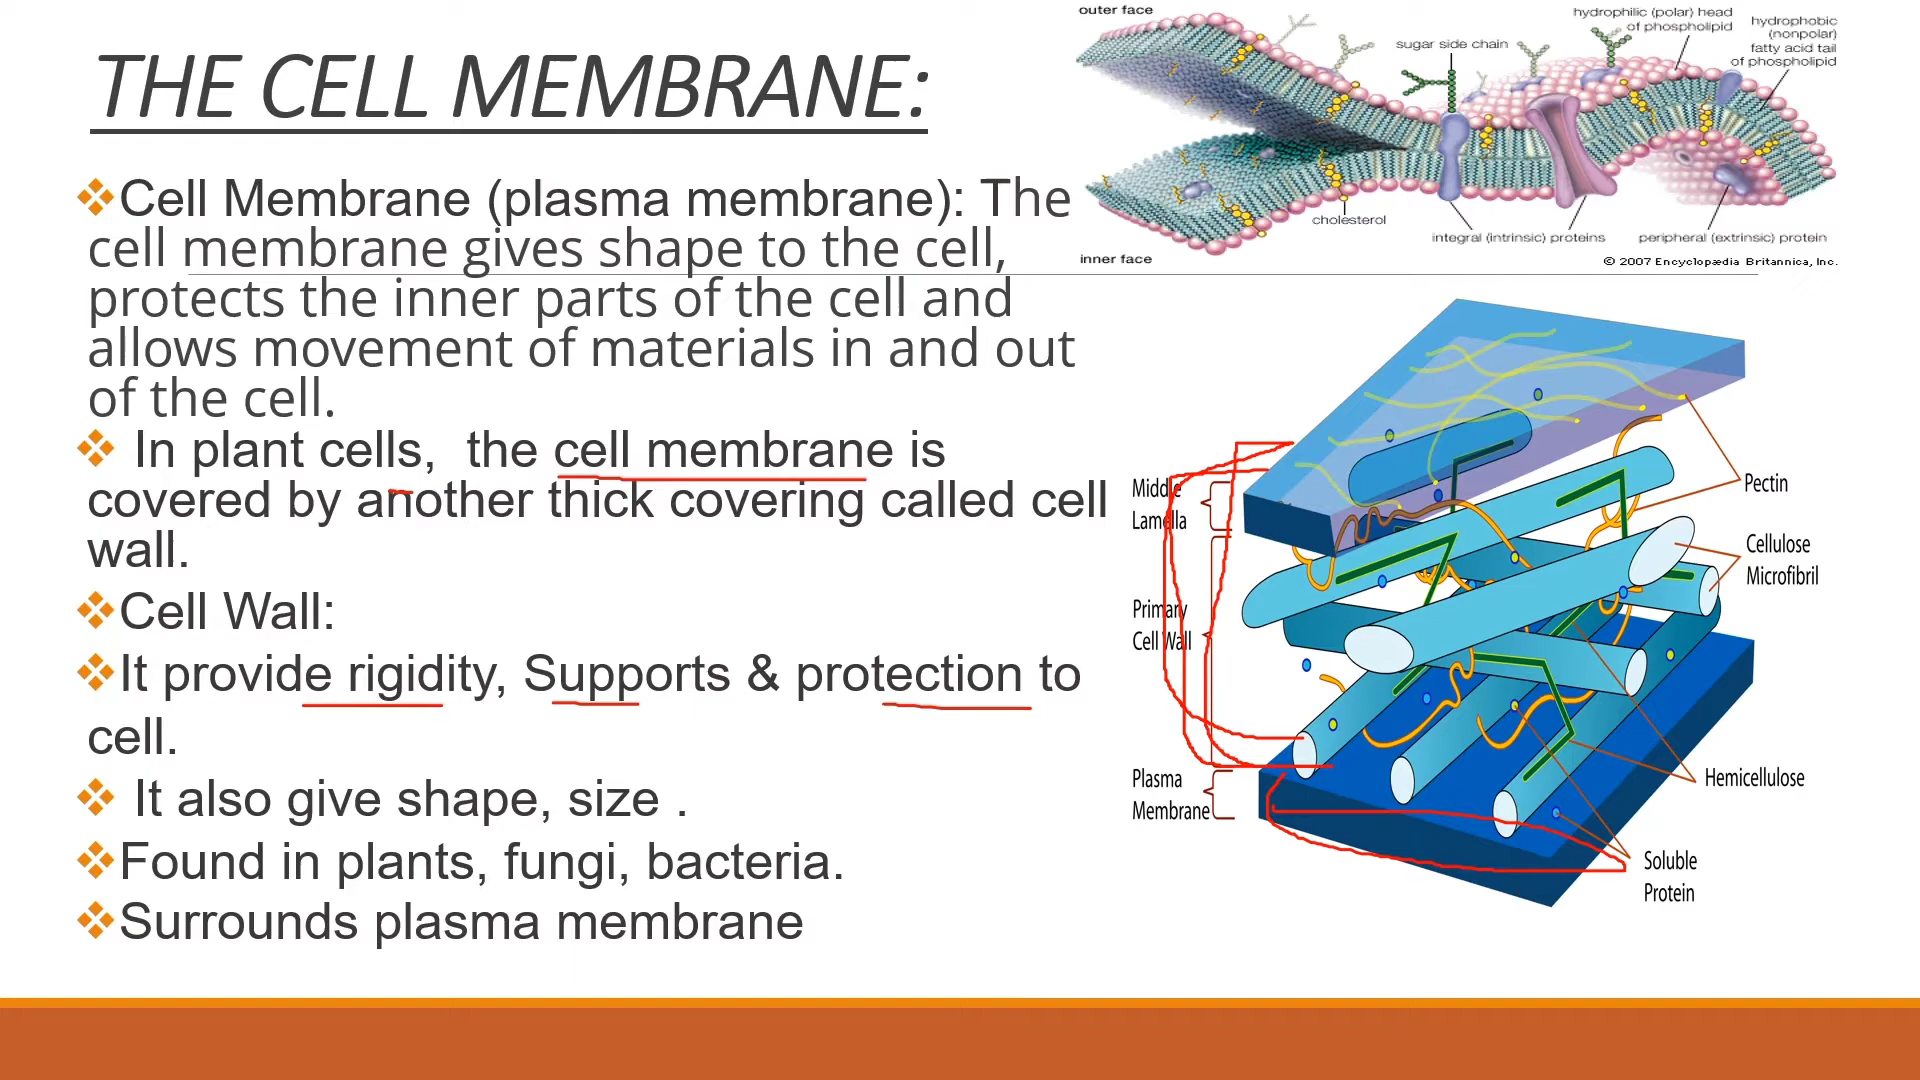 THE CELL MEMBRANE:
❖Cell Membrane (plasma membrane): The
cell membrane gives shape to the cell,
protects the inner parts of the cell and
allows movement of materials in and out
of the cell.
❖ In plant cells,  the cell membrane is
covered by another thick covering called cell
wall.
❖Cell Wall:
❖It provide rigidity, Supports & protection to
cell.
❖ It also give shape, size .
❖Found in plants, fungi, bacteria.
❖Surrounds plasma membrane
outer face
sugar side chain
hydrophilic (polar) head
of phospholipid
hydrophobic
(nonpolar)
fatty acid tail
of phospholipid
cholesterol
integral (intrinsic) proteins
peripheral (extrinsic) protein
inner face
© 2007 Encyclopædia Britannica, Inc.
Middle
Lamella
Primary
Cell Wall
Plasma
Membrane
Pectin
Cellulose
Microfibril
Hemicellulose
Soluble
Protein